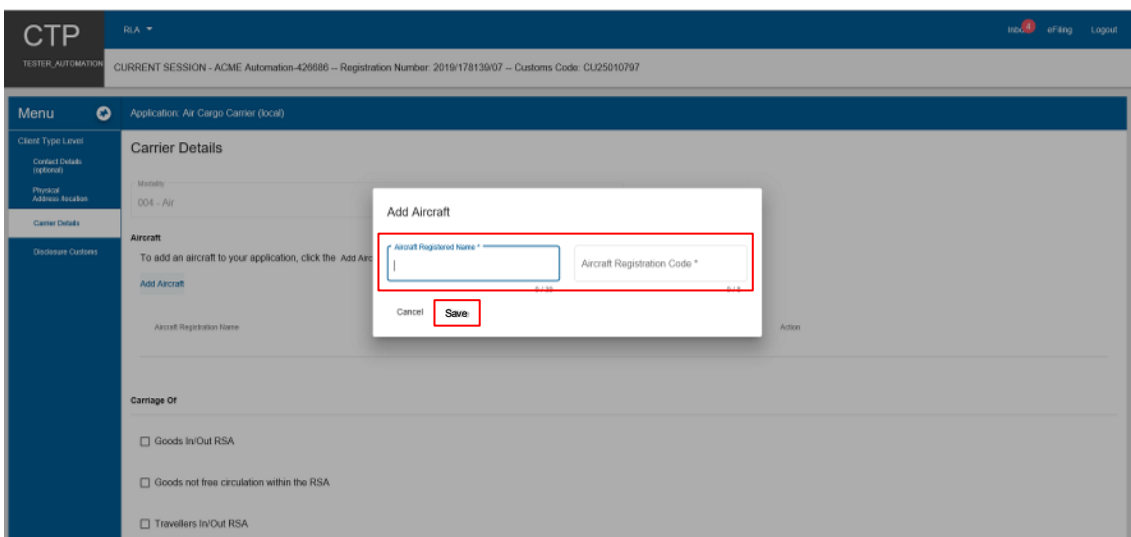 CTP
RLA
Inbox 4 eFiling Logout
TESTER_AUTOMATION
CURRENT SESSION - ACME Automation-426686 -- Registration Number: 2019/178139/07 -- Customs Code: CU25010797
Menu
Application: Air Cargo Carrier (local)
Client Type Level
Contact Details
(optional)
Physical
Address /location
Carrier Details
Disclosure Customs
Carrier Details
Modality
004 - Air
Aircraft
To add an aircraft to your application, click the Add Airc
Add Aircraft
Aircraft Registration Name
Action
Add Aircraft
Aircraft Registered Name *
Aircraft Registration Code *
0 / 30
0 / 8
Cancel Save
Carriage Of
Goods In/Out RSA
Goods not free circulation within the RSA
Travellers In/Out RSA